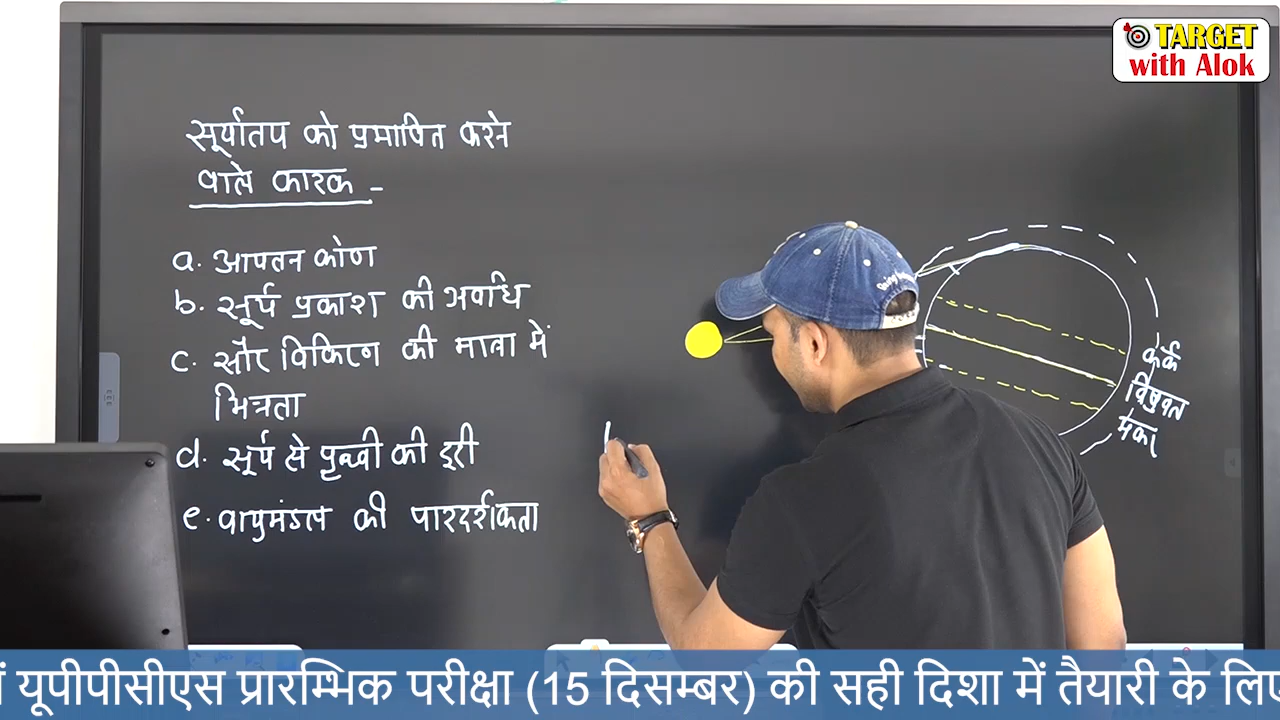 TARGET
with Alok
सूर्यातप को प्रभावित करने
वाले कारक -
a. आपतन कोण
b. सूर्य प्रकाश की अवधि
c. सौर विकिरण की मात्रा में
भिन्नता
d. सूर्य से पृथ्वी की दूरी
e. वायुमंडल की पारदर्शिकता
कर्क
विषुवत
मकर
यूपीपीसीएस प्रारम्भिक परीक्षा (15 दिसम्बर) की सही दिशा में तैयारी के